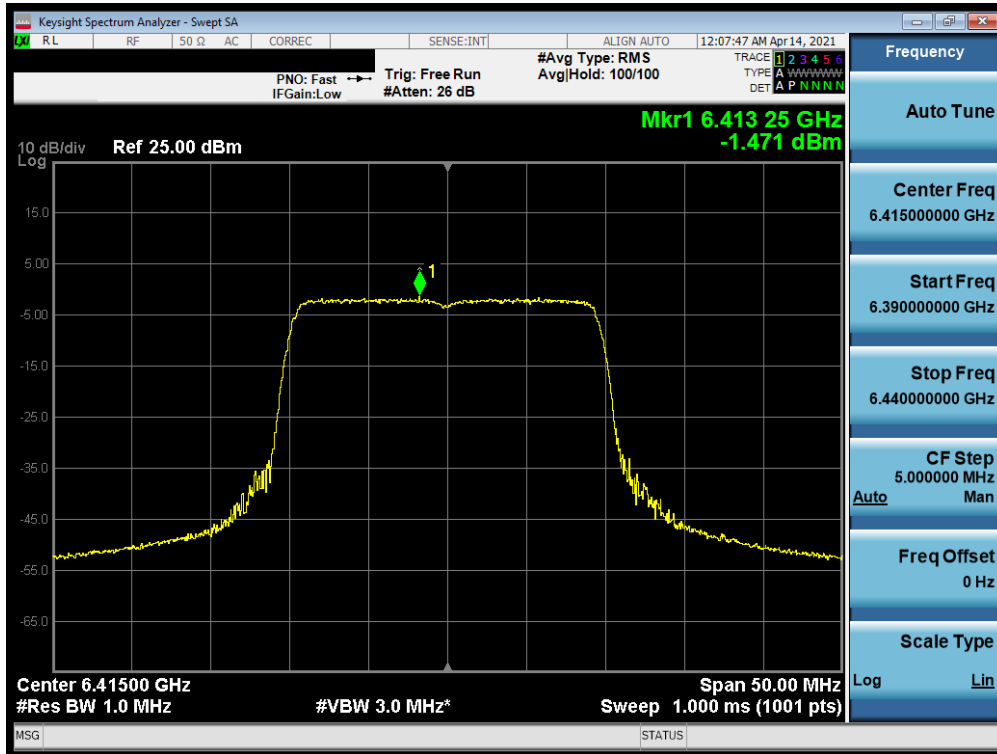 Keysight Spectrum Analyzer - Swept SA
LXI RL RF 50 Ω AC CORREC SENSE:INT ALIGN AUTO 12:07:47 AM Apr 14, 2021
Frequency
PNO: Fast
IFGain:Low
Trig: Free Run
#Atten: 26 dB
#Avg Type: RMS
Avg|Hold: 100/100
TRACE 1 2 3 4 5 6
TYPE A WWWWW
DET A P N N N N
Auto Tune
Mkr1 6.413 25 GHz
-1.471 dBm
10 dB/div Ref 25.00 dBm
Log
15.0
5.00
-5.00
-15.0
-25.0
-35.0
-45.0
-55.0
-65.0
1
Center Freq
6.415000000 GHz
Start Freq
6.390000000 GHz
Stop Freq
6.440000000 GHz
CF Step
5.000000 MHz
Auto Man
Freq Offset
0 Hz
Scale Type
Log Lin
Center 6.41500 GHz Span 50.00 MHz
#Res BW 1.0 MHz #VBW 3.0 MHz* Sweep 1.000 ms (1001 pts)
MSG STATUS